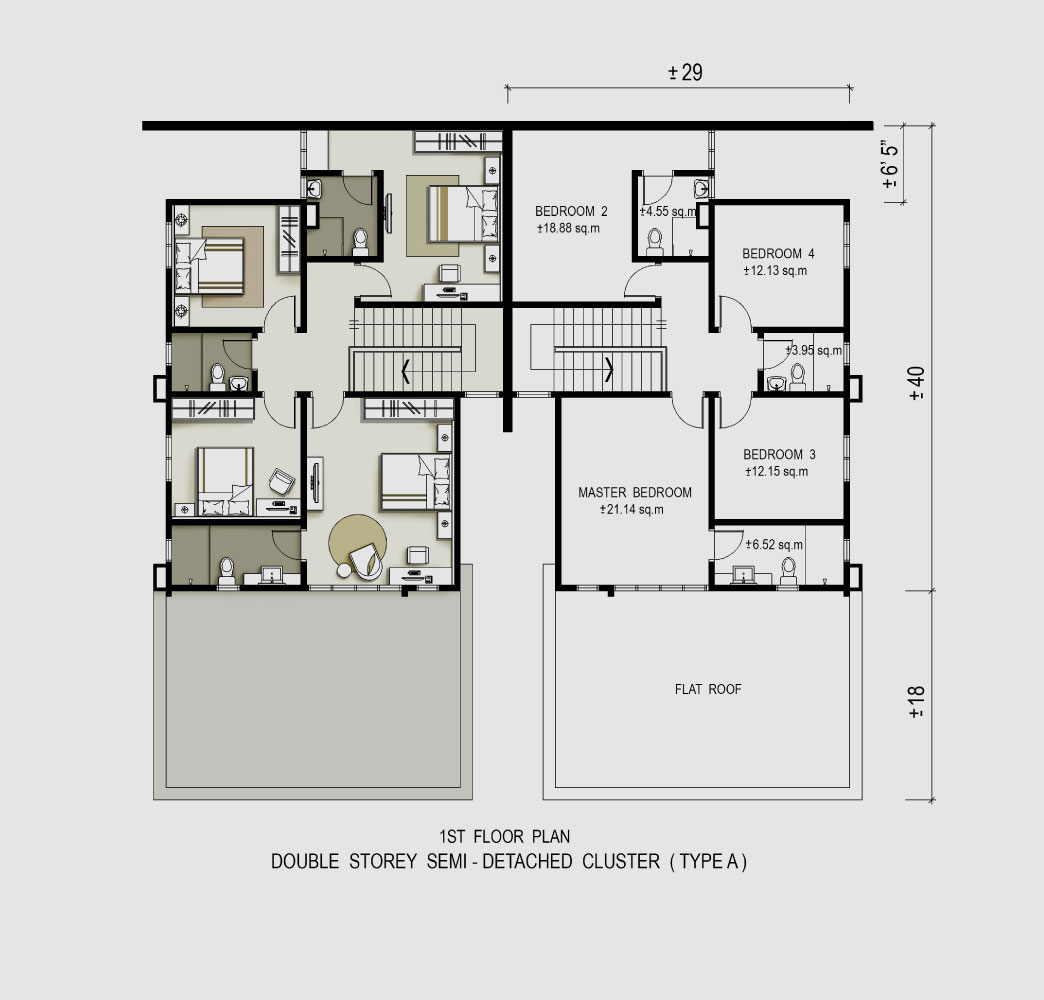 ±29
±6' 5"
BEDROOM 2
±18.88 sq.m
±4.55 sq.m
BEDROOM 4
±12.13 sq.m
±3.95 sq.m
±40
BEDROOM 3
±12.15 sq.m
MASTER BEDROOM
±21.14 sq.m
±6.52 sq.m
FLAT ROOF
±18
1ST FLOOR PLAN
DOUBLE STOREY SEMI - DETACHED CLUSTER ( TYPE A )